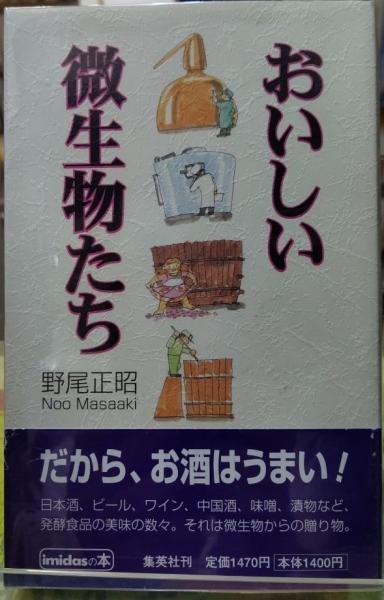 おいしい
微生物たち
野尾正昭
Noo Masaaki
だから、お酒はうまい!
日本酒、ビール、ワイン、中国酒、味噌、漬物など、
発酵食品の美味の数々。それは微生物からの贈り物。
imidasの本 集英社刊 定価1470円 本体1400円